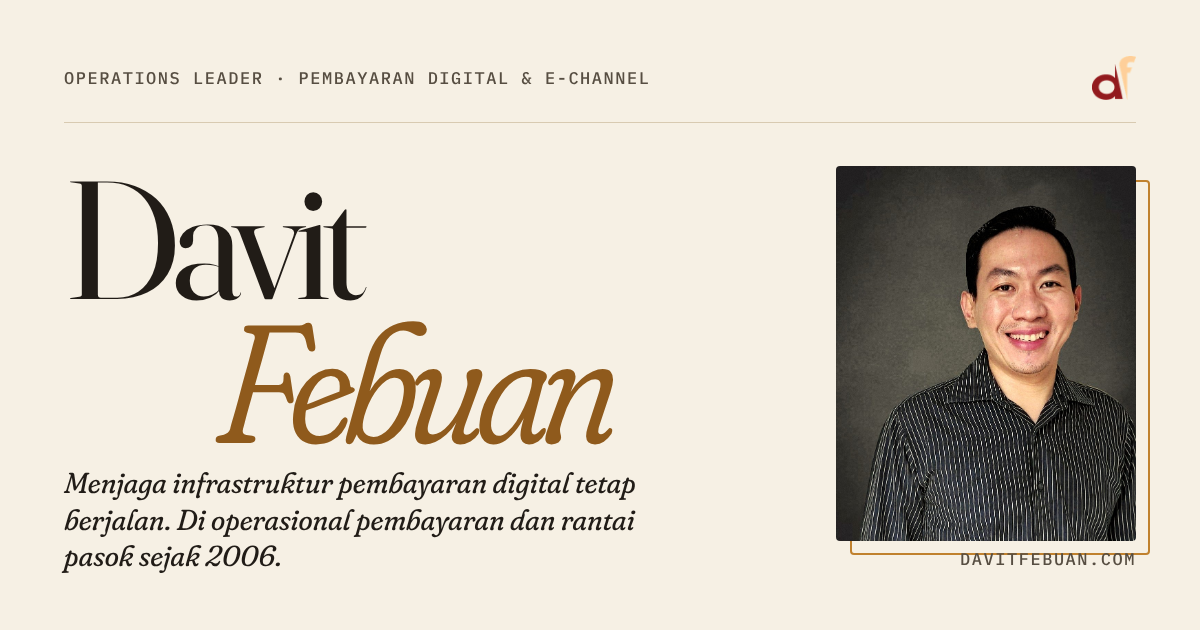 OPERATIONS LEADER · PEMBAYARAN DIGITAL & E-CHANNEL
df
Davit
Febuan
Menjaga infrastruktur pembayaran digital tetap
berjalan. Di operasional pembayaran dan rantai
pasok sejak 2006.
DAVITFEBUAN.COM